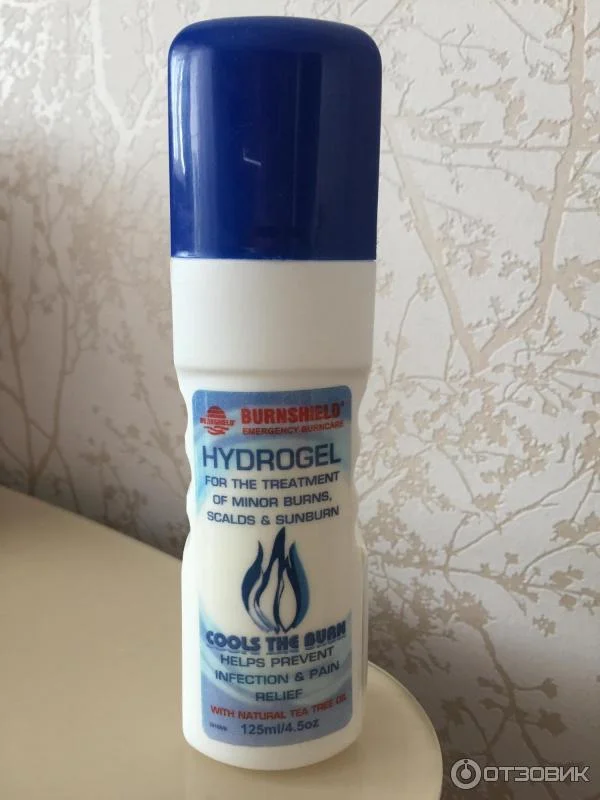 BURNSHIELD
BURNSHIELD®
EMERGENCY BURNCARE
HYDROGEL
FOR THE TREATMENT
OF MINOR BURNS,
SCALDS & SUNBURN
COOLS THE BURN
HELPS PREVENT
INFECTION & PAIN
RELIEF
WITH NATURAL TEA TREE OIL
125ml/4.5oz
ОТЗОВИК